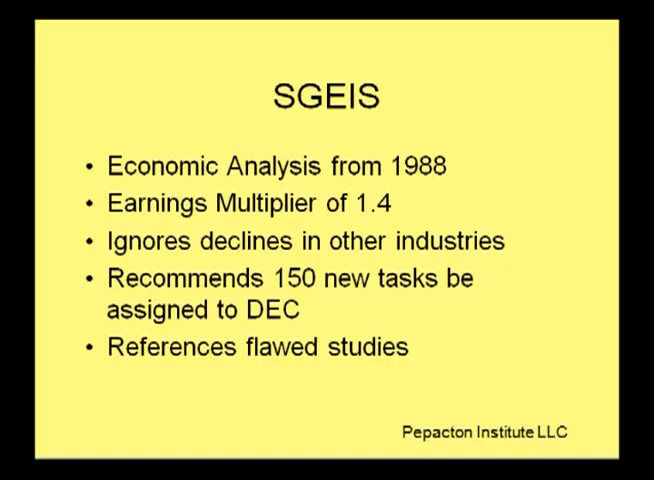 SGEIS
• Economic Analysis from 1988
• Earnings Multiplier of 1.4
• Ignores declines in other industries
• Recommends 150 new tasks be
assigned to DEC
• References flawed studies
Pepacton Institute LLC